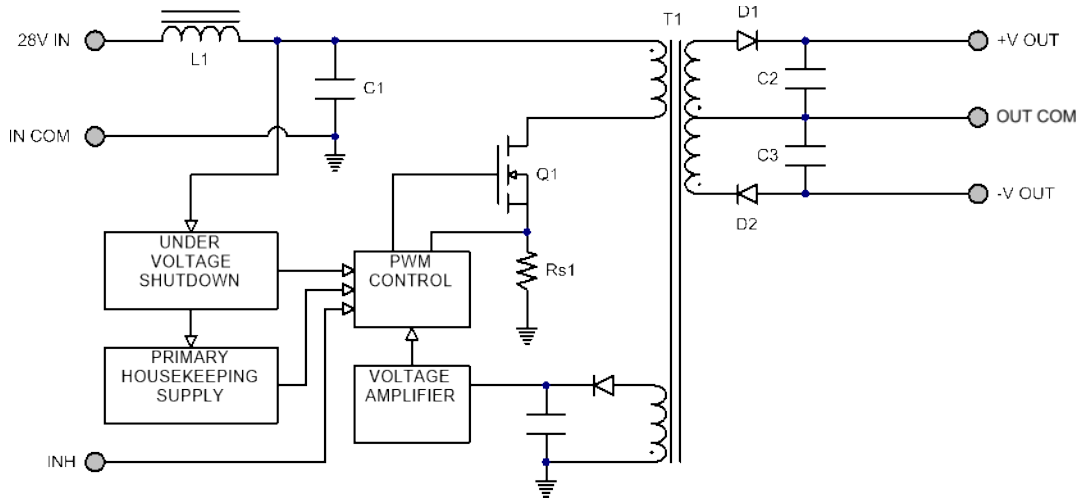 T1
D1
28V IN
+V OUT
L1
C1
C2
IN COM
OUT COM
C3
Q1
-V OUT
D2
UNDER
VOLTAGE
SHUTDOWN
PWM
CONTROL
Rs1
PRIMARY
HOUSEKEEPING
SUPPLY
VOLTAGE
AMPLIFIER
INH